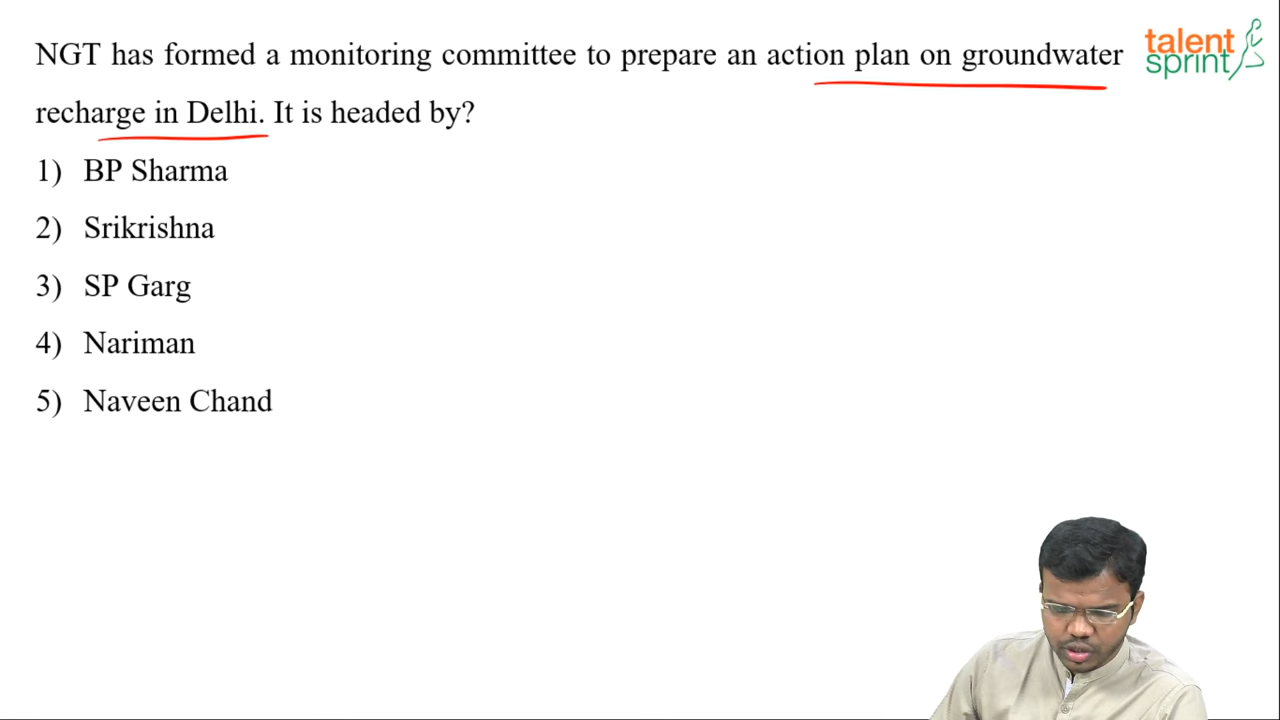 NGT has formed a monitoring committee to prepare an action plan on groundwater
recharge in Delhi. It is headed by?
1) BP Sharma
2) Srikrishna
3) SP Garg
4) Nariman
5) Naveen Chand
talent
sprint